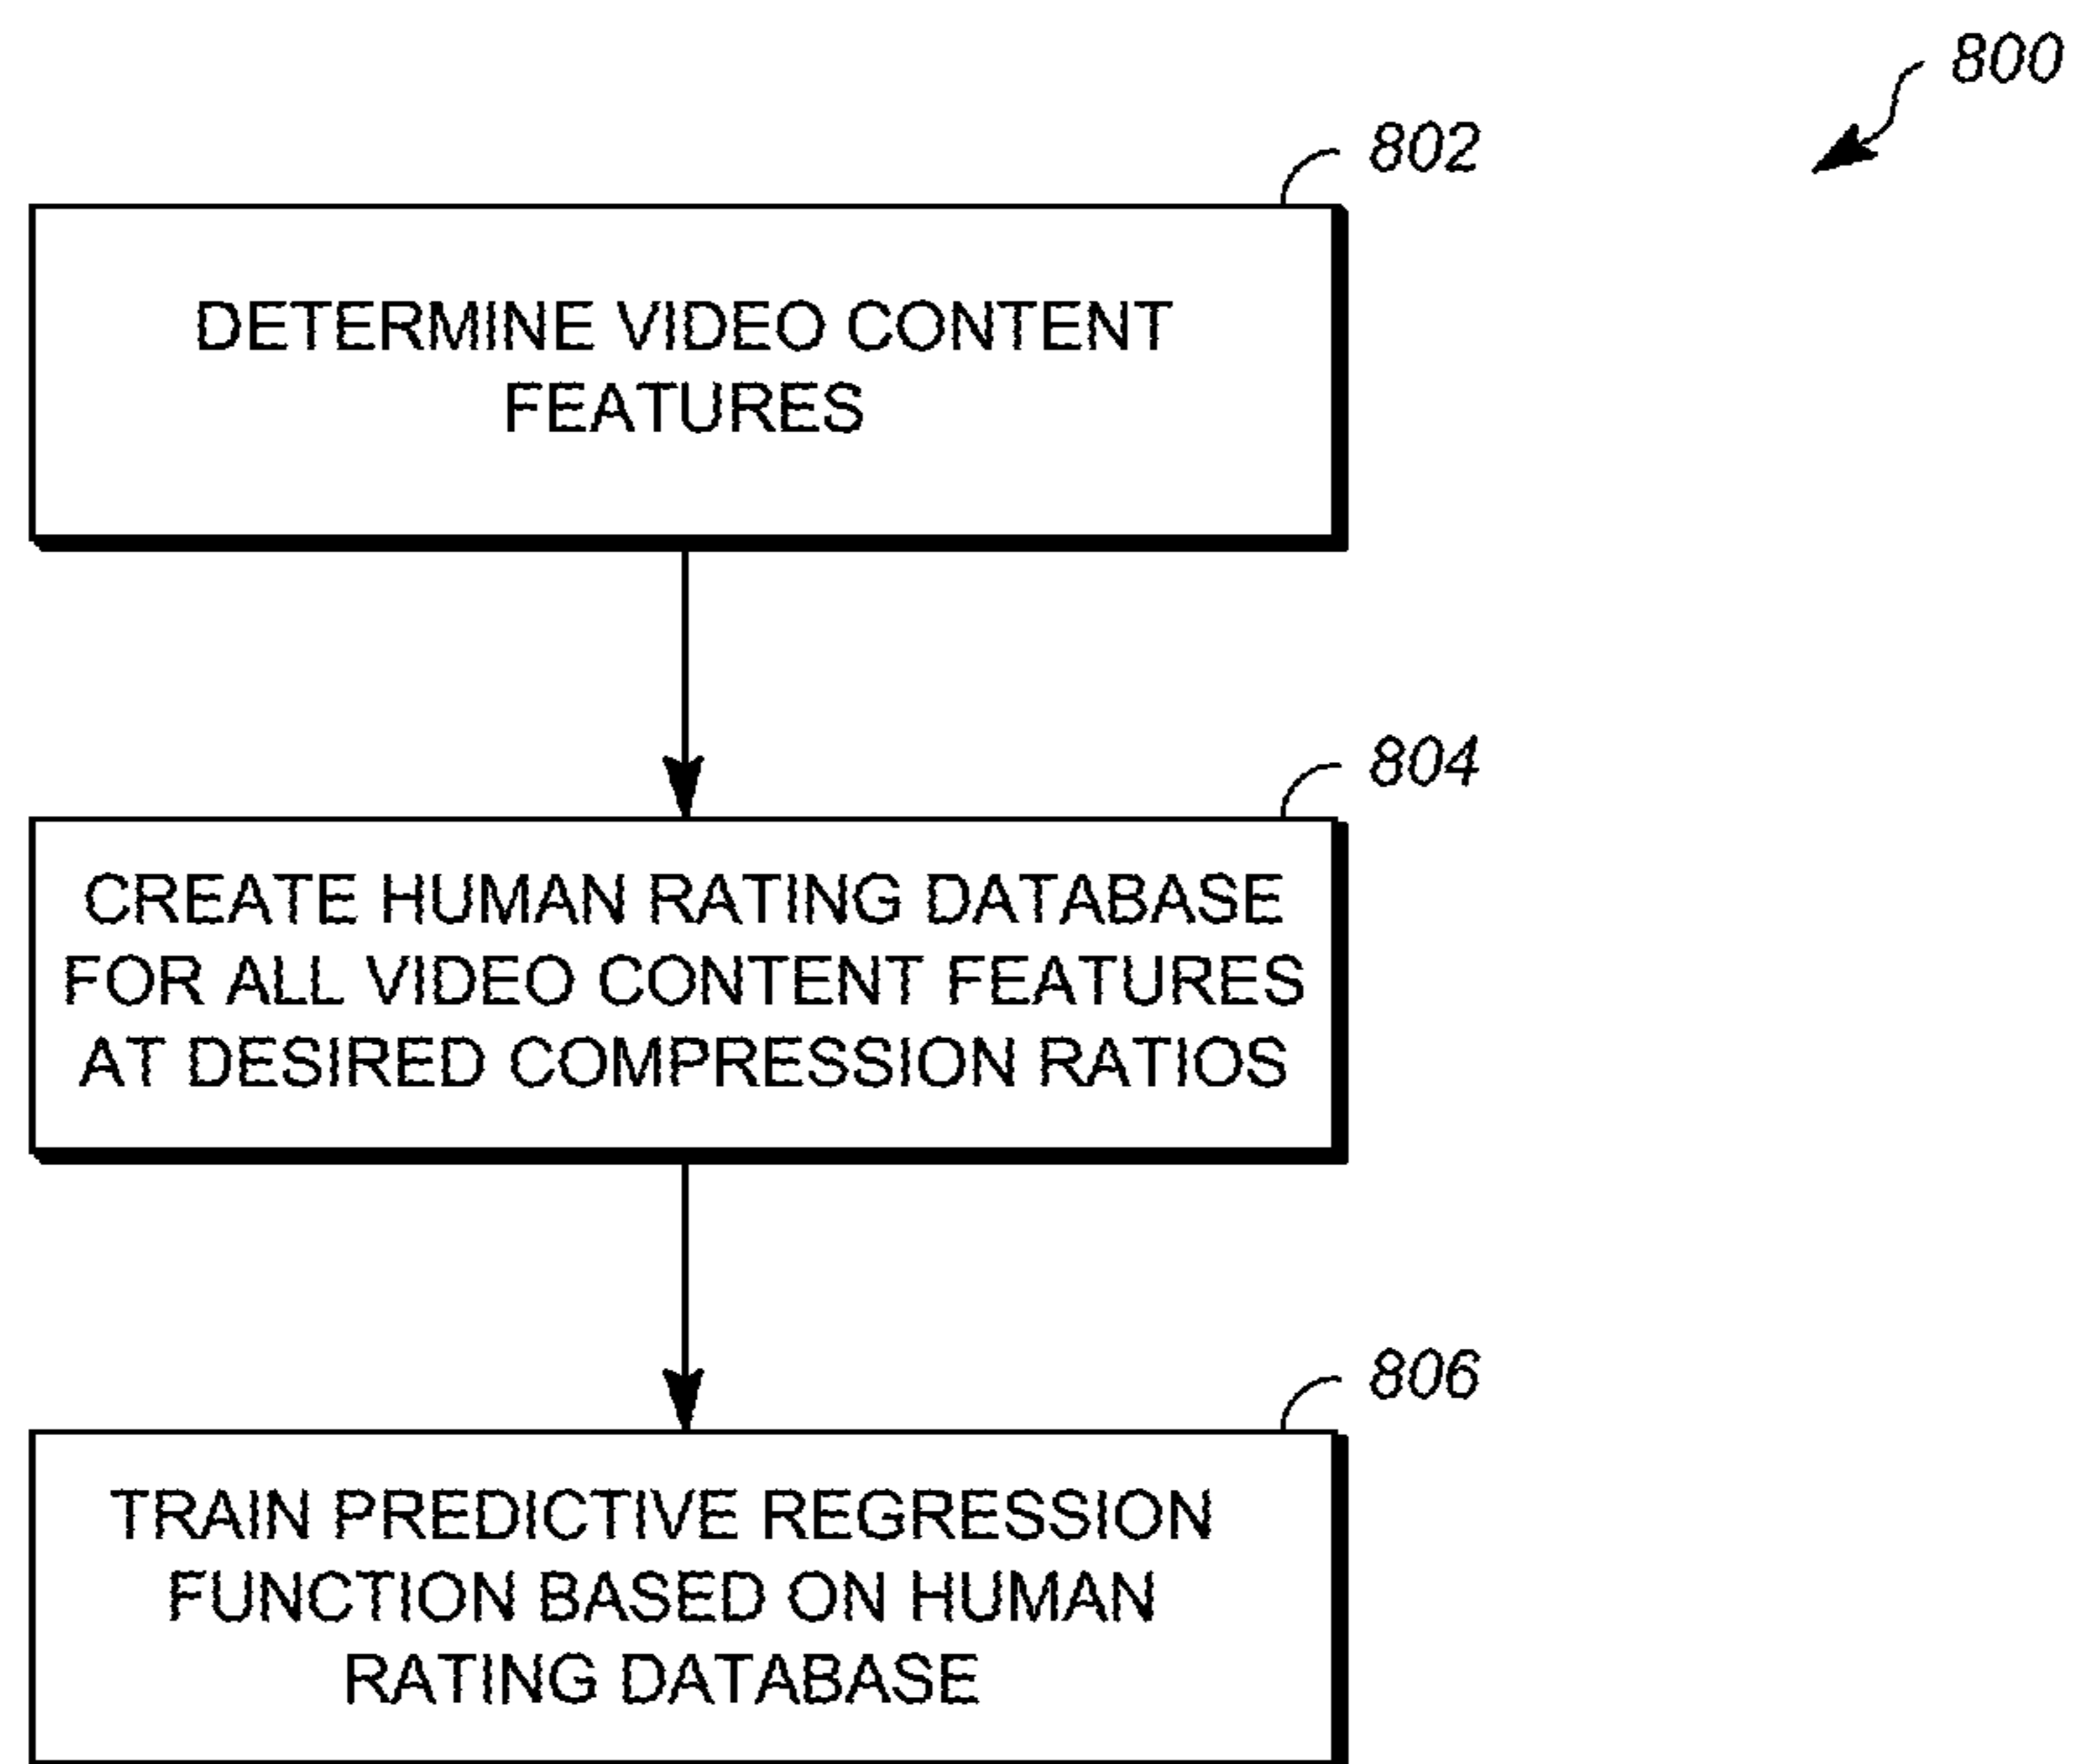 800
802
DETERMINE VIDEO CONTENT
FEATURES
804
CREATE HUMAN RATING DATABASE
FOR ALL VIDEO CONTENT FEATURES
AT DESIRED COMPRESSION RATIOS
806
TRAIN PREDICTIVE REGRESSION
FUNCTION BASED ON HUMAN
RATING DATABASE